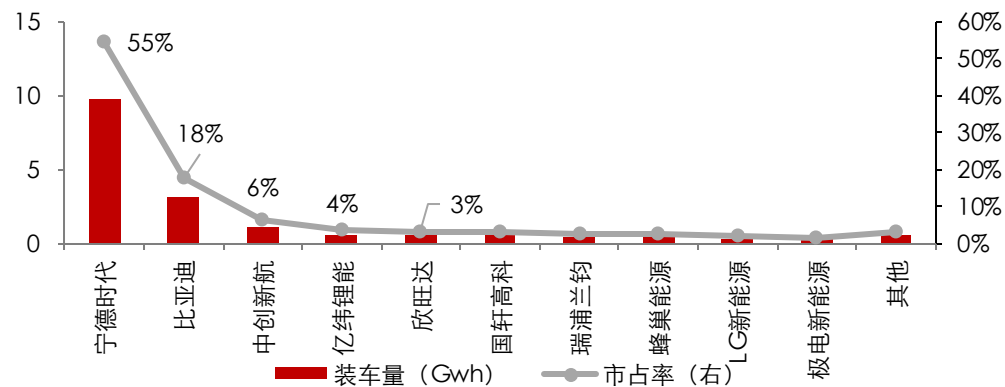 15
10
5
0
60%
50%
40%
30%
20%
10%
0%
55%
18%
6%
4%
3%
宁德时代
比亚迪
中创新航
亿纬锂能
欣旺达
国轩高科
瑞浦兰钧
蜂巢能源
LG新能源
极电新能源
其他
装车量（Gwh）
市占率（右）